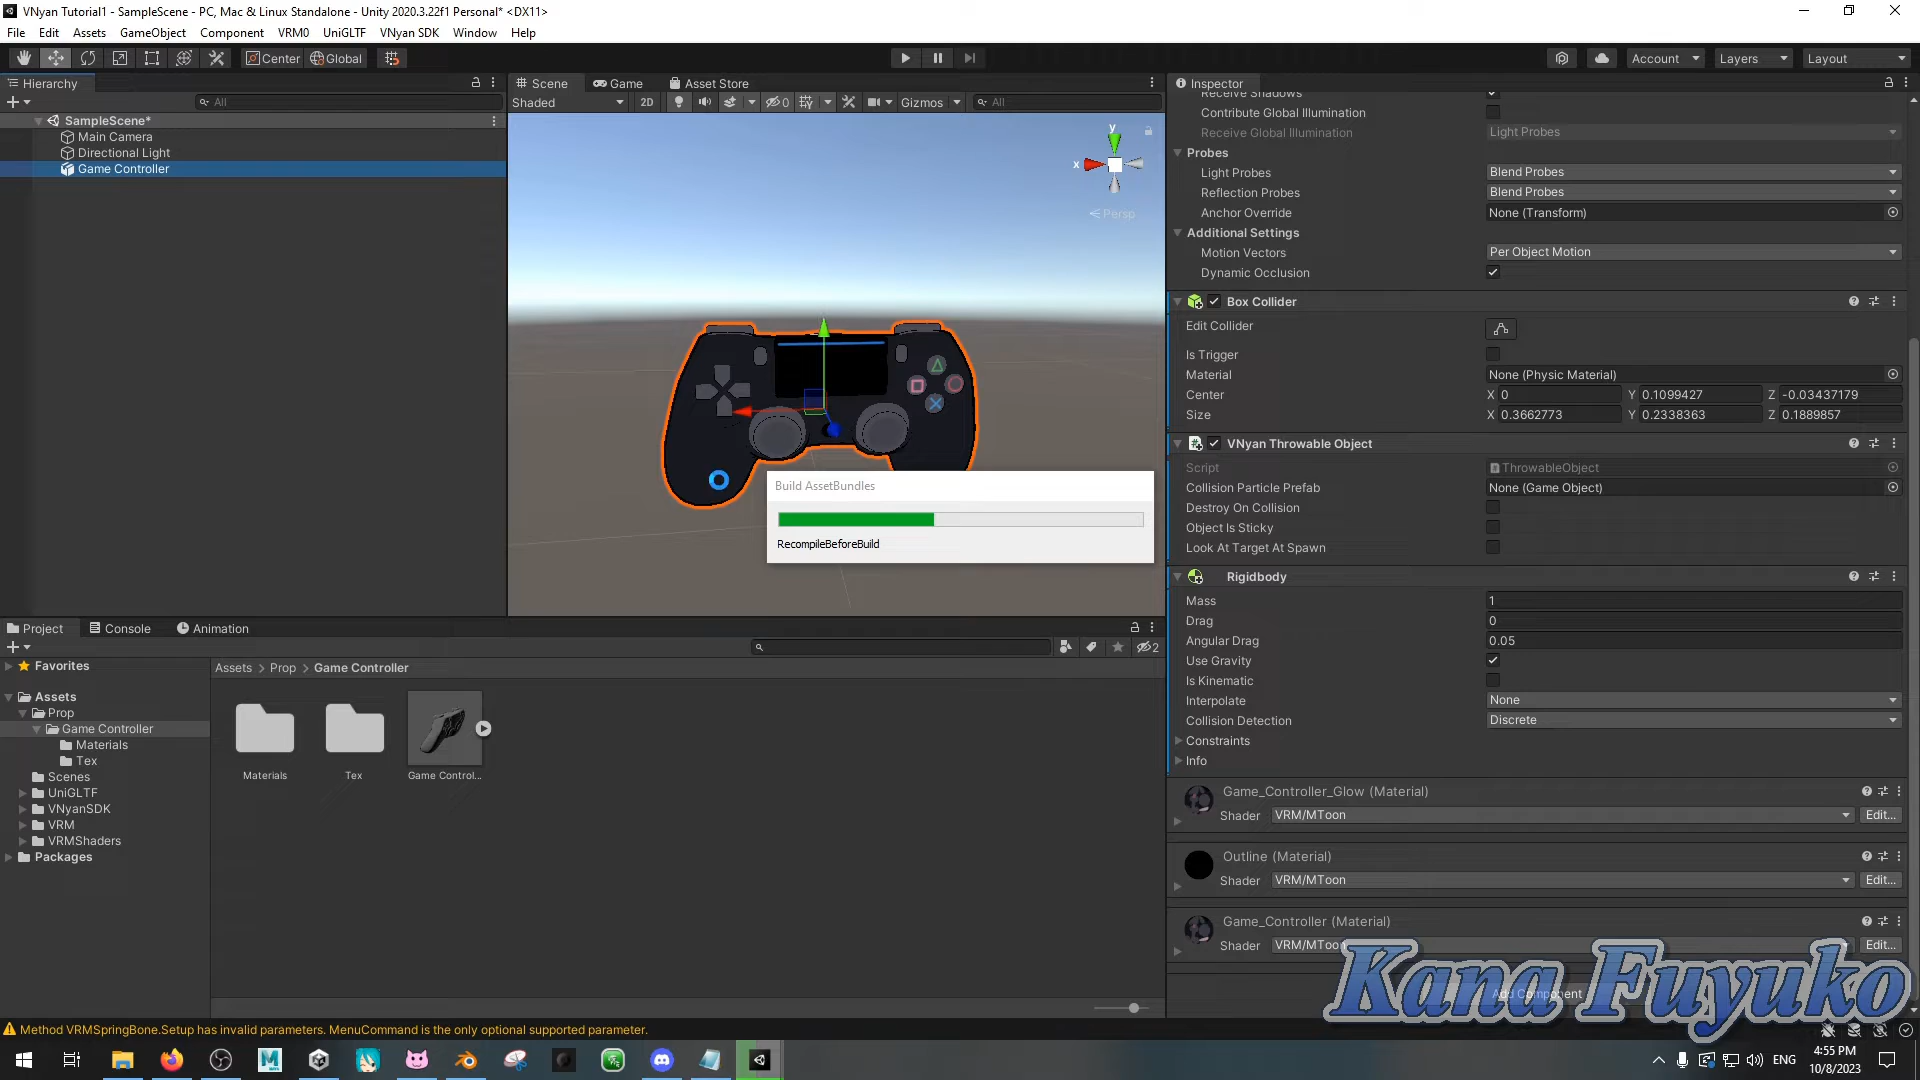 VNyan Tutorial1 - SampleScene - PC, Mac & Linux Standalone - Unity 2020.3.22f1 Personal* <DX11>
File Edit Assets GameObject Component VRM0 UniGLTF VNyan SDK Window Help
Center Global Account Layers Layout
Hierarchy
All
SampleScene*
Main Camera
Directional Light
Game Controller
Scene Game Asset Store
Shaded 2D 0 Gizmos All
y
x
Persp
Build AssetBundles
RecompileBeforeBuild
Inspector
Receive Shadows
Contribute Global Illumination
Receive Global Illumination Light Probes
Probes
Light Probes Blend Probes
Reflection Probes Blend Probes
Anchor Override None (Transform)
Additional Settings
Motion Vectors Per Object Motion
Dynamic Occlusion
Box Collider
Edit Collider
Is Trigger
Material None (Physic Material)
Center X 0 Y 0.1099427 Z -0.03437179
Size X 0.3662773 Y 0.2338363 Z 0.1889857
VNyan Throwable Object
Script ThrowableObject
Collision Particle Prefab None (Game Object)
Destroy On Collision
Object Is Sticky
Look At Target At Spawn
Rigidbody
Mass 1
Drag 0
Angular Drag 0.05
Use Gravity
Is Kinematic
Interpolate None
Collision Detection Discrete
Constraints
Info
Game_Controller_Glow (Material)
Shader VRM/MToon Edit...
Outline (Material)
Shader VRM/MToon Edit...
Game_Controller (Material)
Shader VRM/MToon Edit...
Add Component
Kana Fuyuko
Project Console Animation
2
Favorites
Assets
Prop
Game Controller
Materials
Tex
Scenes
UniGLTF
VNyanSDK
VRM
VRMShaders
Packages
Assets > Prop > Game Controller
Materials Tex Game Control...
Method VRMSpringBone.Setup has invalid parameters. MenuCommand is the only optional supported parameter.
ENG
4:55 PM
10/8/2023